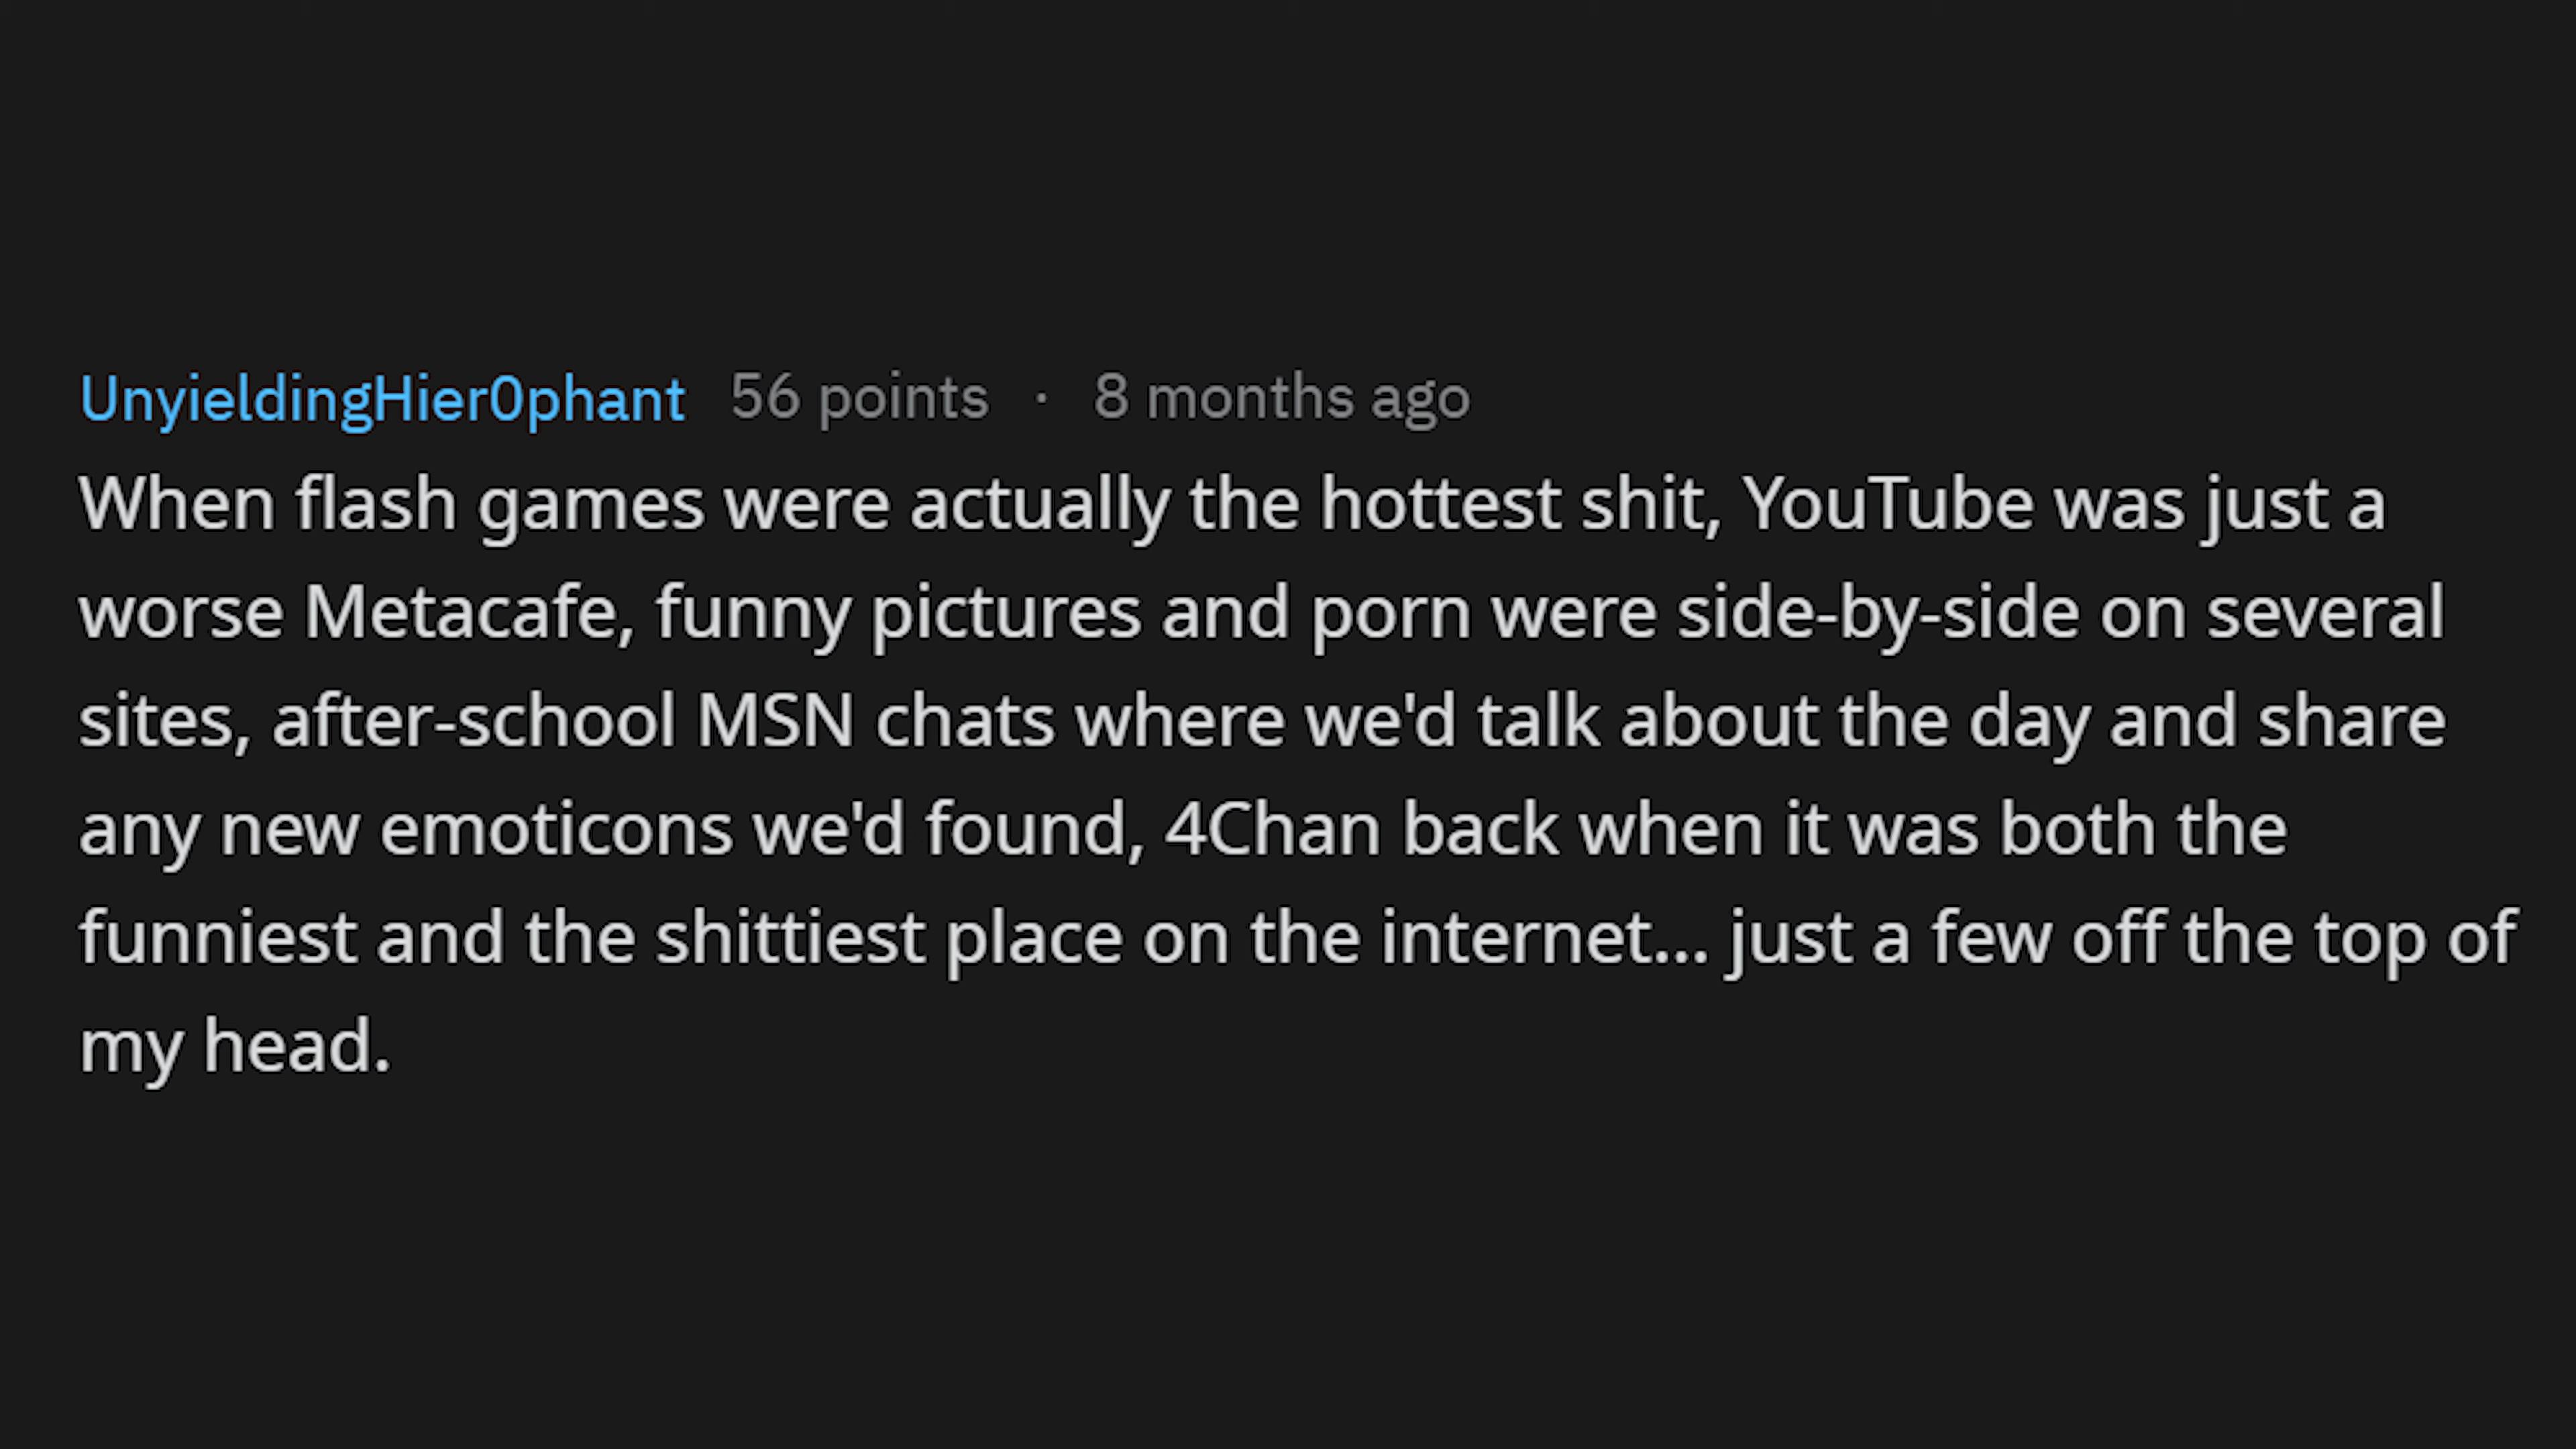 UnyieldingHier0phant 56 points · 8 months ago
When flash games were actually the hottest shit, YouTube was just a
worse Metacafe, funny pictures and porn were side-by-side on several
sites, after-school MSN chats where we'd talk about the day and share
any new emoticons we'd found, 4Chan back when it was both the
funniest and the shittiest place on the internet... just a few off the top of
my head.